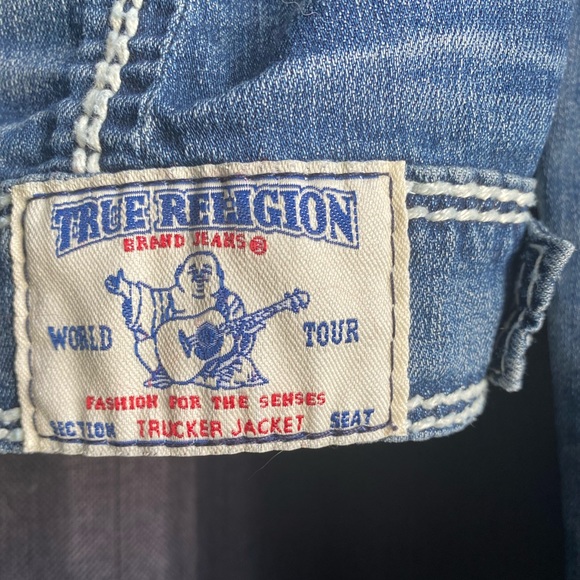 TRUE RELIGION
BRAND JEANS
WORLD TOUR
FASHION FOR THE SENSES
SECTION TRUCKER JACKET SEAT